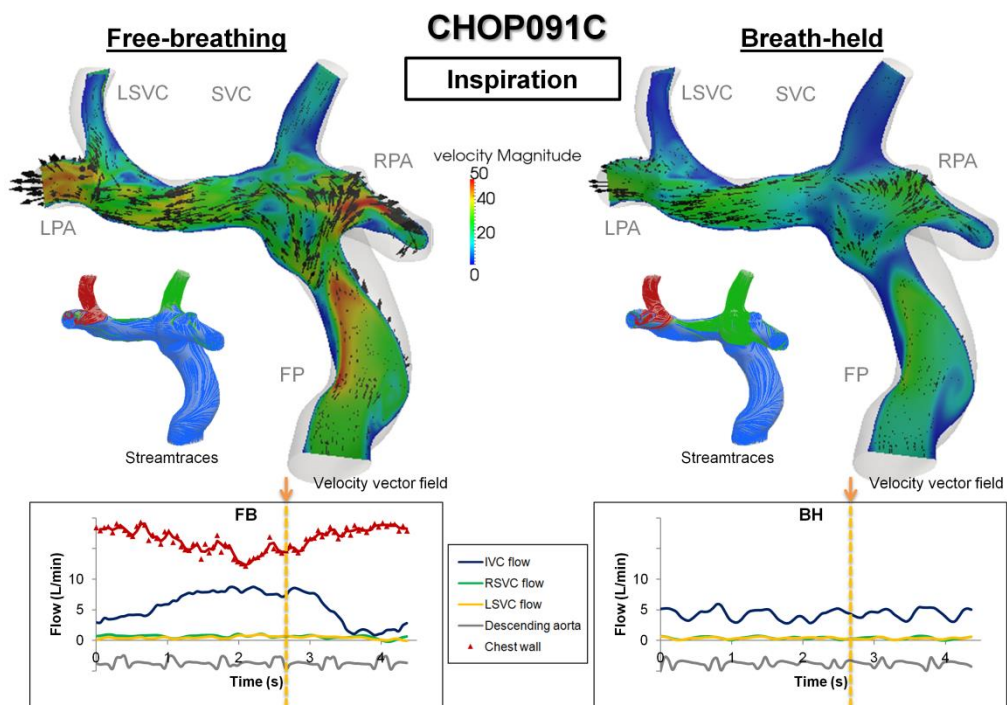 CHOP091C
Free-breathing
Inspiration
Breath-held
LSVC
SVC
RPA
LPA
FP
Streamtraces
Velocity vector field
velocity Magnitude
50
40
20
0
LSVC
SVC
RPA
LPA
FP
Streamtraces
Velocity vector field
FB
Flow (L/min)
10
5
0
0
1
2
3
4
Time (s)
IVC flow
RSVC flow
LSVC flow
Descending aorta
Chest wall
BH
Flow (L/min)
10
5
0
0
1
2
3
4
Time (s)